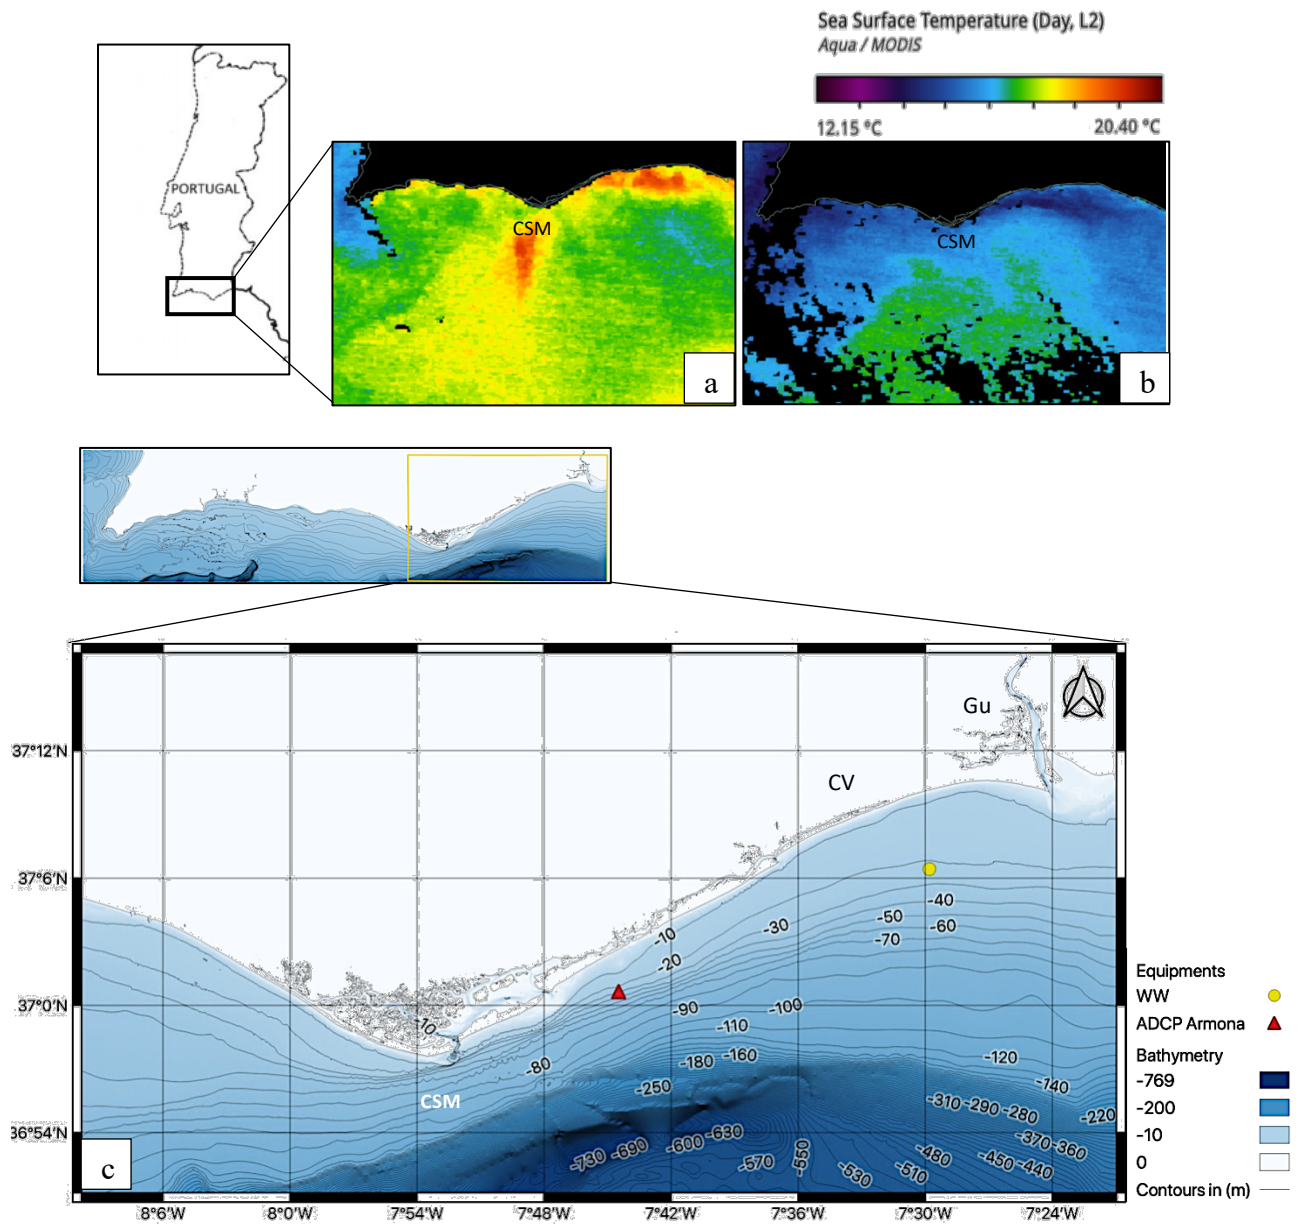 Sea Surface Temperature (Day, L2)
Aqua / MODIS
12.15 °C
20.40 °C
PORTUGAL
CSM
a
CSM
b
Gu
37°12'N
CV
37°6'N
-40
-50
-60
-30
-70
-10
-20
Equipments
WW
37°0'N
-90
-100
ADCP Armona
-10
-110
Bathymetry
-120
-180
-160
-80
-769
-140
-250
CSM
-310
-290
-280
-200
-220
36°54'N
-630
-600
-690
-370
-360
-10
-550
-480
-730
-570
-450
-440
0
c
-530
-510
Contours in (m)
8°6'W
8°0'W
7°54'W
7°48'W
7°42'W
7°36'W
7°30'W
7°24'W